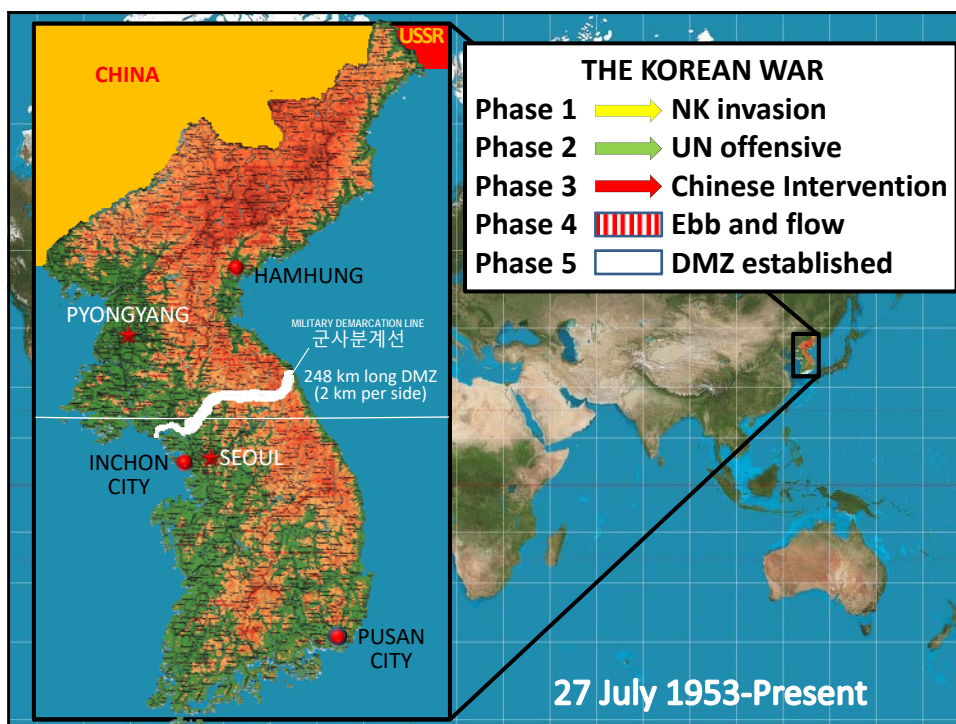 USSR
CHINA
THE KOREAN WAR
Phase 1 NK invasion
Phase 2 UN offensive
Phase 3 Chinese Intervention
Phase 4 Ebb and flow
Phase 5 DMZ established
HAMHUNG
PYONGYANG
MILITARY DEMARCATION LINE
군사분계선
248 km long DMZ
(2 km per side)
INCHON
CITY
SEOUL
PUSAN
CITY
27 July 1953-Present